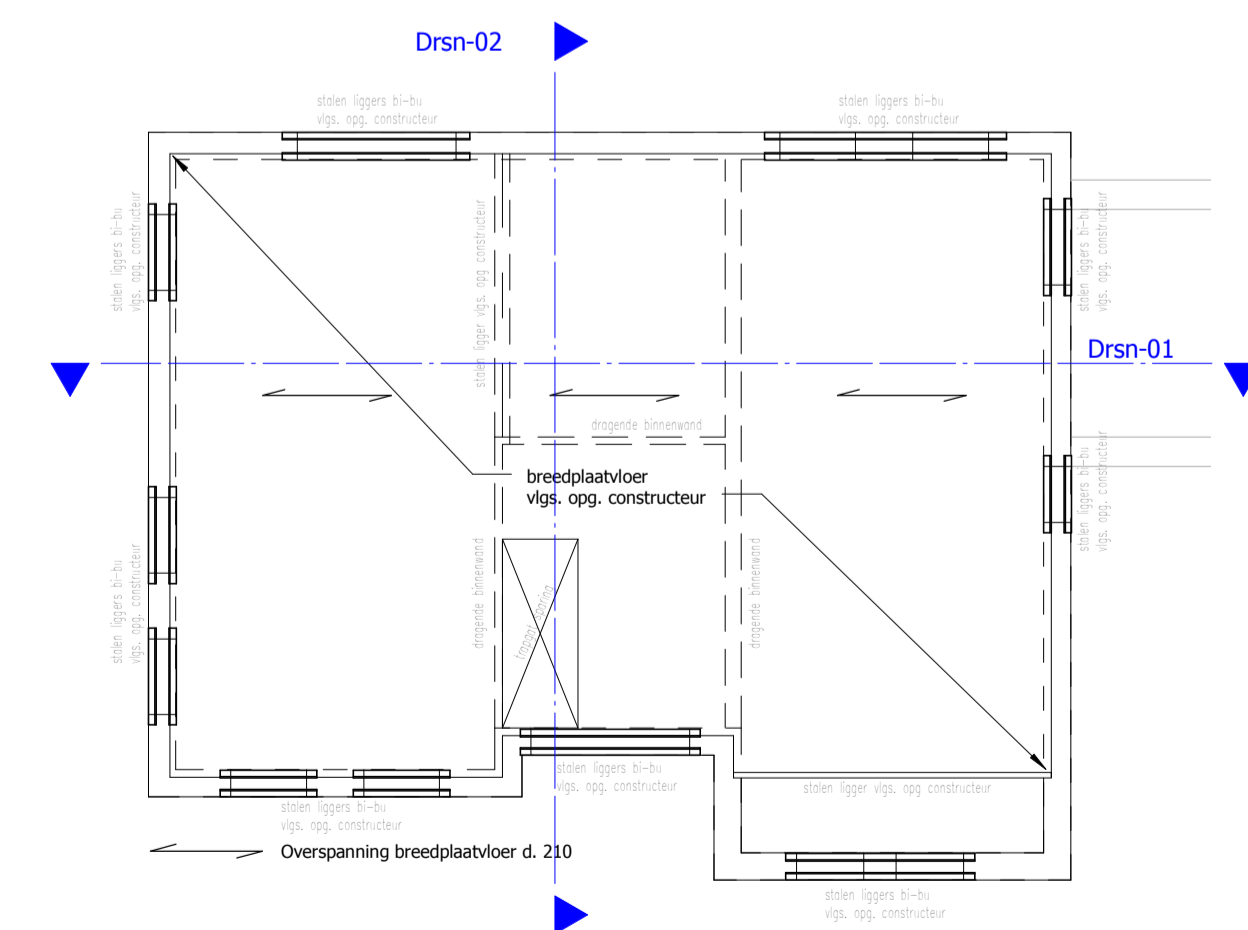 Drsn-02
stalen liggers bi-bu
vlgs. opg. constructeur
stalen liggers bi-bu
vlgs. opg. constructeur
stalen liggers bi-bu
vlgs. opg. constructeur
stalen ligger vlgs. opg constructeur
stalen liggers bi-bu
vlgs. opg. constructeur
Drsn-01
dragende binnenwand
breedplaatvloer
vlgs. opg. constructeur
stalen liggers bi-bu
vlgs. opg. constructeur
stalen liggers bi-bu
vlgs. opg. constructeur
dragende binnenwand
trapgat sparing
dragende binnenwand
stalen liggers bi-bu
vlgs. opg. constructeur
stalen ligger vlgs. opg constructeur
stalen liggers bi-bu
vlgs. opg. constructeur
Overspanning breedplaatvloer d. 210
stalen liggers bi-bu
vlgs. opg. constructeur